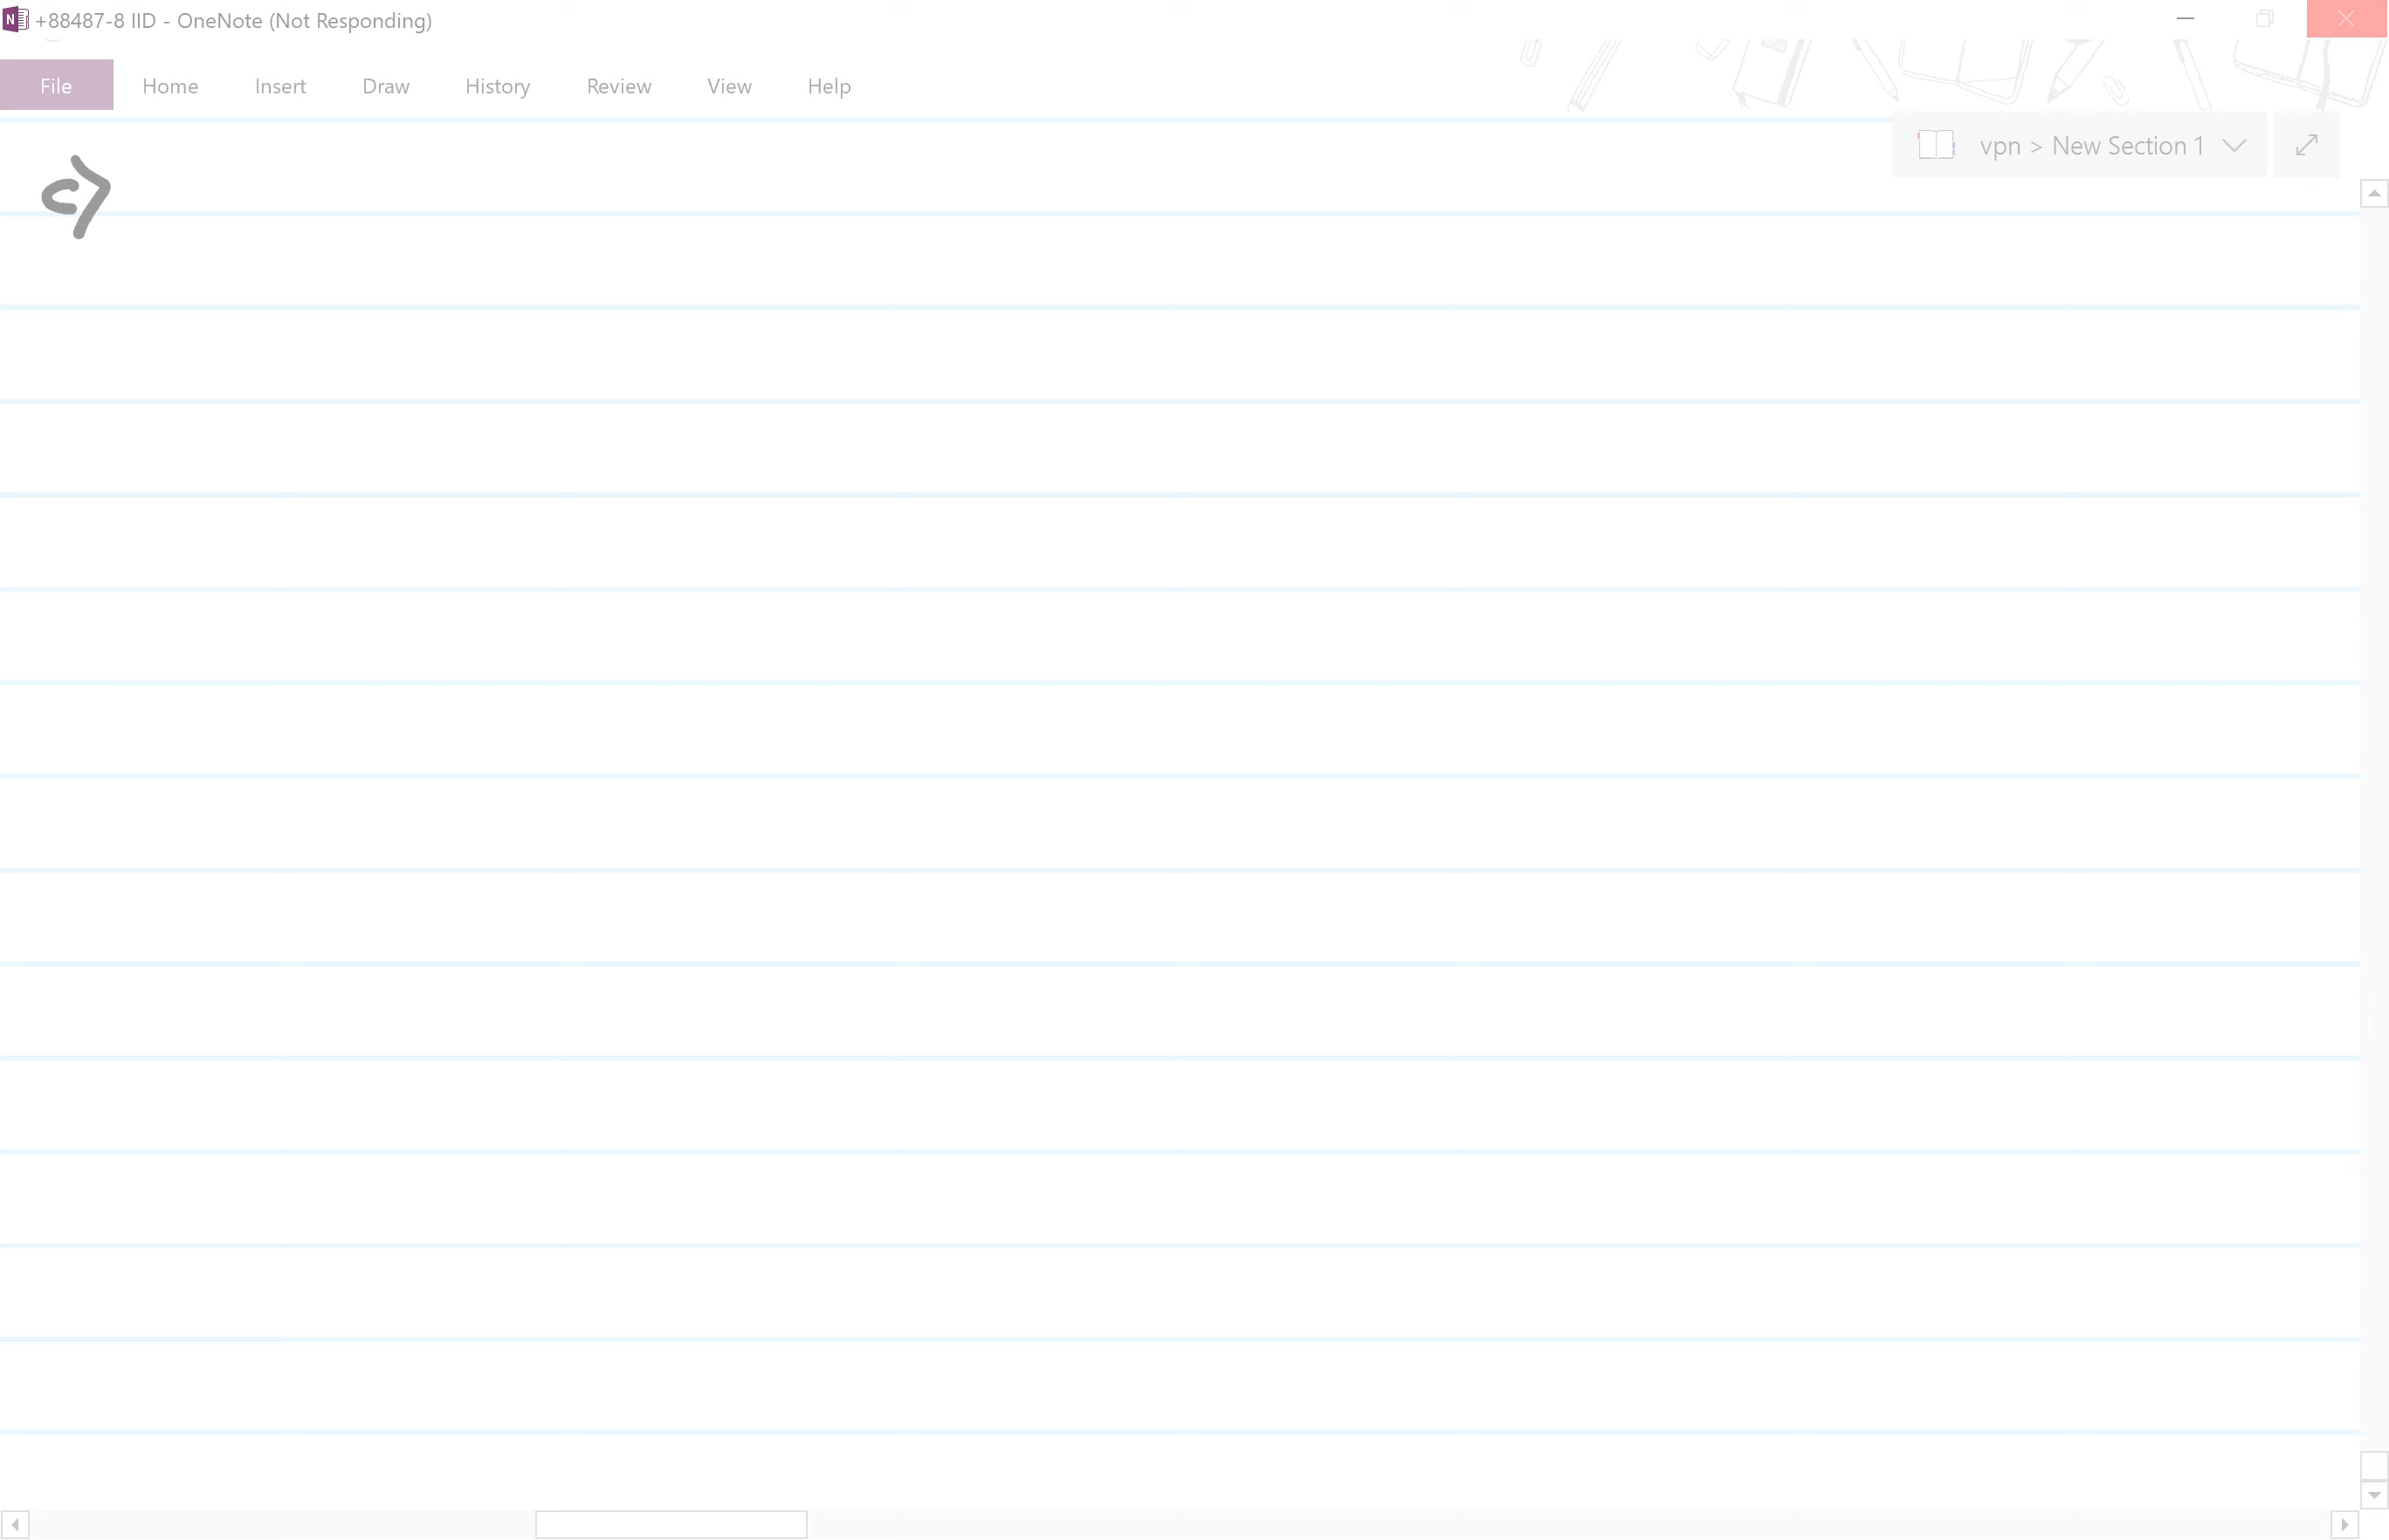 +88487-8 IID - OneNote (Not Responding)
File Home Insert Draw History Review View Help
vpn > New Section 1